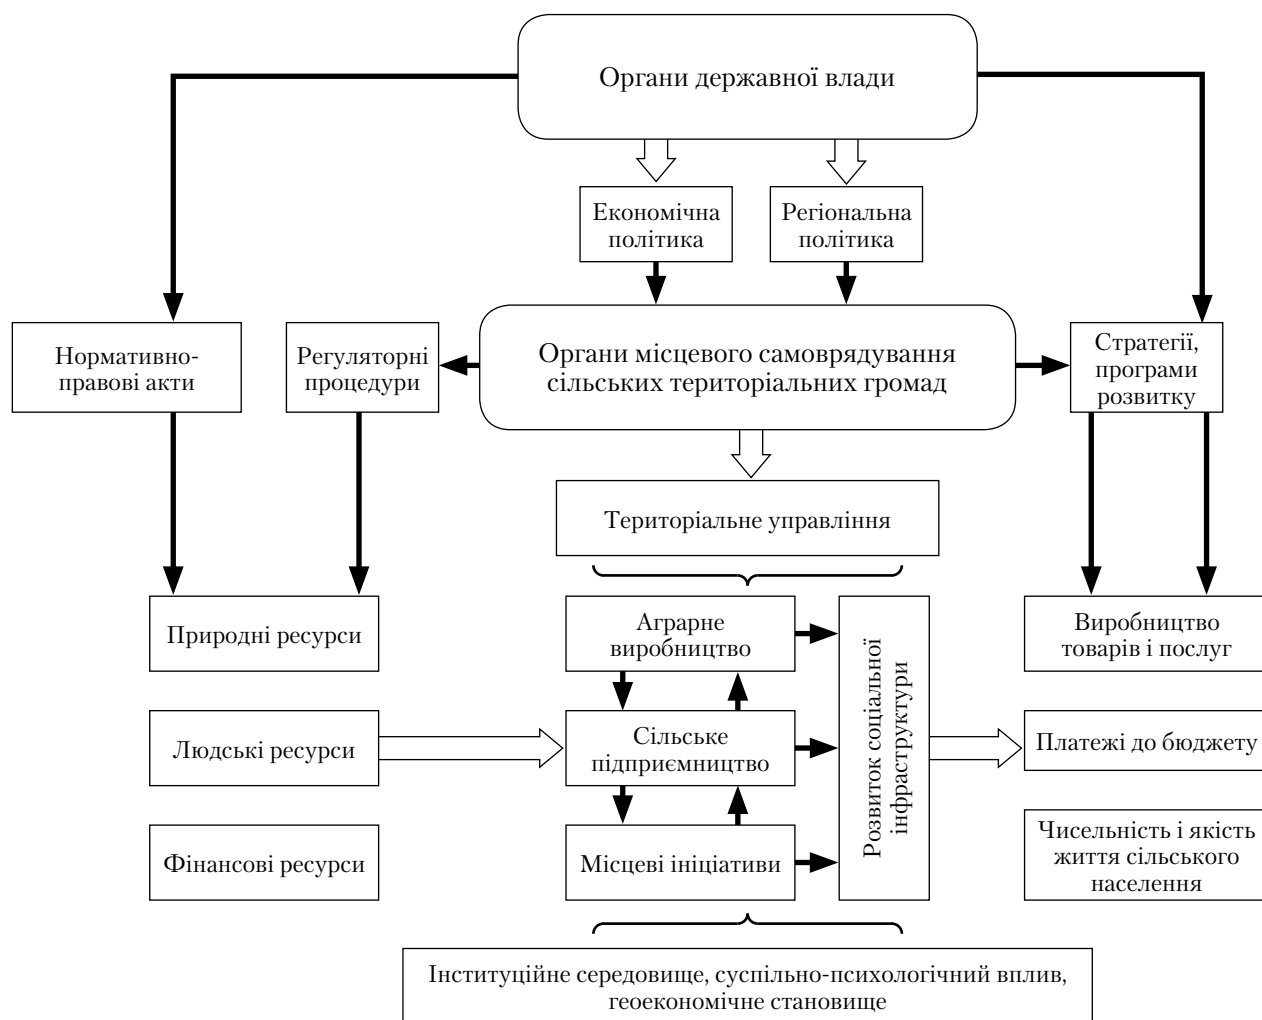 Органи державної влади
Економічна
політика
Регіональна
політика
Нормативно-
правові акти
Регуляторні
процедури
Органи місцевого самоврядування
сільських територіальних громад
Стратегії,
програми
розвитку
Територіальне управління
Природні ресурси
Аграрне
виробництво
Розвиток соціальної
інфраструктури
Виробництво
товарів і послуг
Людські ресурси
Сільське
підприємництво
Платежі до бюджету
Фінансові ресурси
Місцеві ініціативи
Чисельність і якість
життя сільського
населення
Інституційне середовище, суспільно-психологічний вплив,
геоекономічне становище